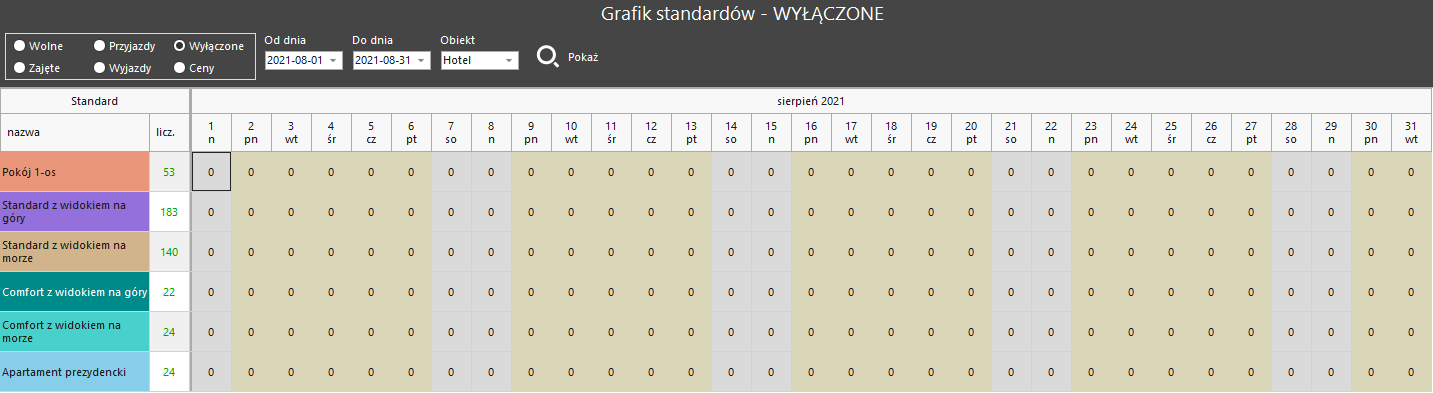 Grafik standardów - WYŁĄCZONE
Wolne Przyjazdy Wyłączone
Zajęte Wyjazdy Ceny
Od dnia Do dnia Obiekt
2021-08-01 2021-08-31 Hotel
Pokaż
Standard sierpień 2021
nazwa licz.
1 2 3 4 5 6 7 8 9 10 11 12 13 14 15 16 17 18 19 20 21 22 23 24 25 26 27 28 29 30 31
n pn wt śr cz pt so n pn wt śr cz pt so n pn wt śr cz pt so n pn wt śr cz pt so n pn wt
Pokój 1-os 53 0 0 0 0 0 0 0 0 0 0 0 0 0 0 0 0 0 0 0 0 0 0 0 0 0 0 0 0 0 0 0
Standard z widokiem na
góry 183 0 0 0 0 0 0 0 0 0 0 0 0 0 0 0 0 0 0 0 0 0 0 0 0 0 0 0 0 0 0 0
Standard z widokiem na
morze 140 0 0 0 0 0 0 0 0 0 0 0 0 0 0 0 0 0 0 0 0 0 0 0 0 0 0 0 0 0 0 0
Comfort z widokiem na góry 22 0 0 0 0 0 0 0 0 0 0 0 0 0 0 0 0 0 0 0 0 0 0 0 0 0 0 0 0 0 0 0
Comfort z widokiem na
morze 24 0 0 0 0 0 0 0 0 0 0 0 0 0 0 0 0 0 0 0 0 0 0 0 0 0 0 0 0 0 0 0
Apartament prezydencki 24 0 0 0 0 0 0 0 0 0 0 0 0 0 0 0 0 0 0 0 0 0 0 0 0 0 0 0 0 0 0 0